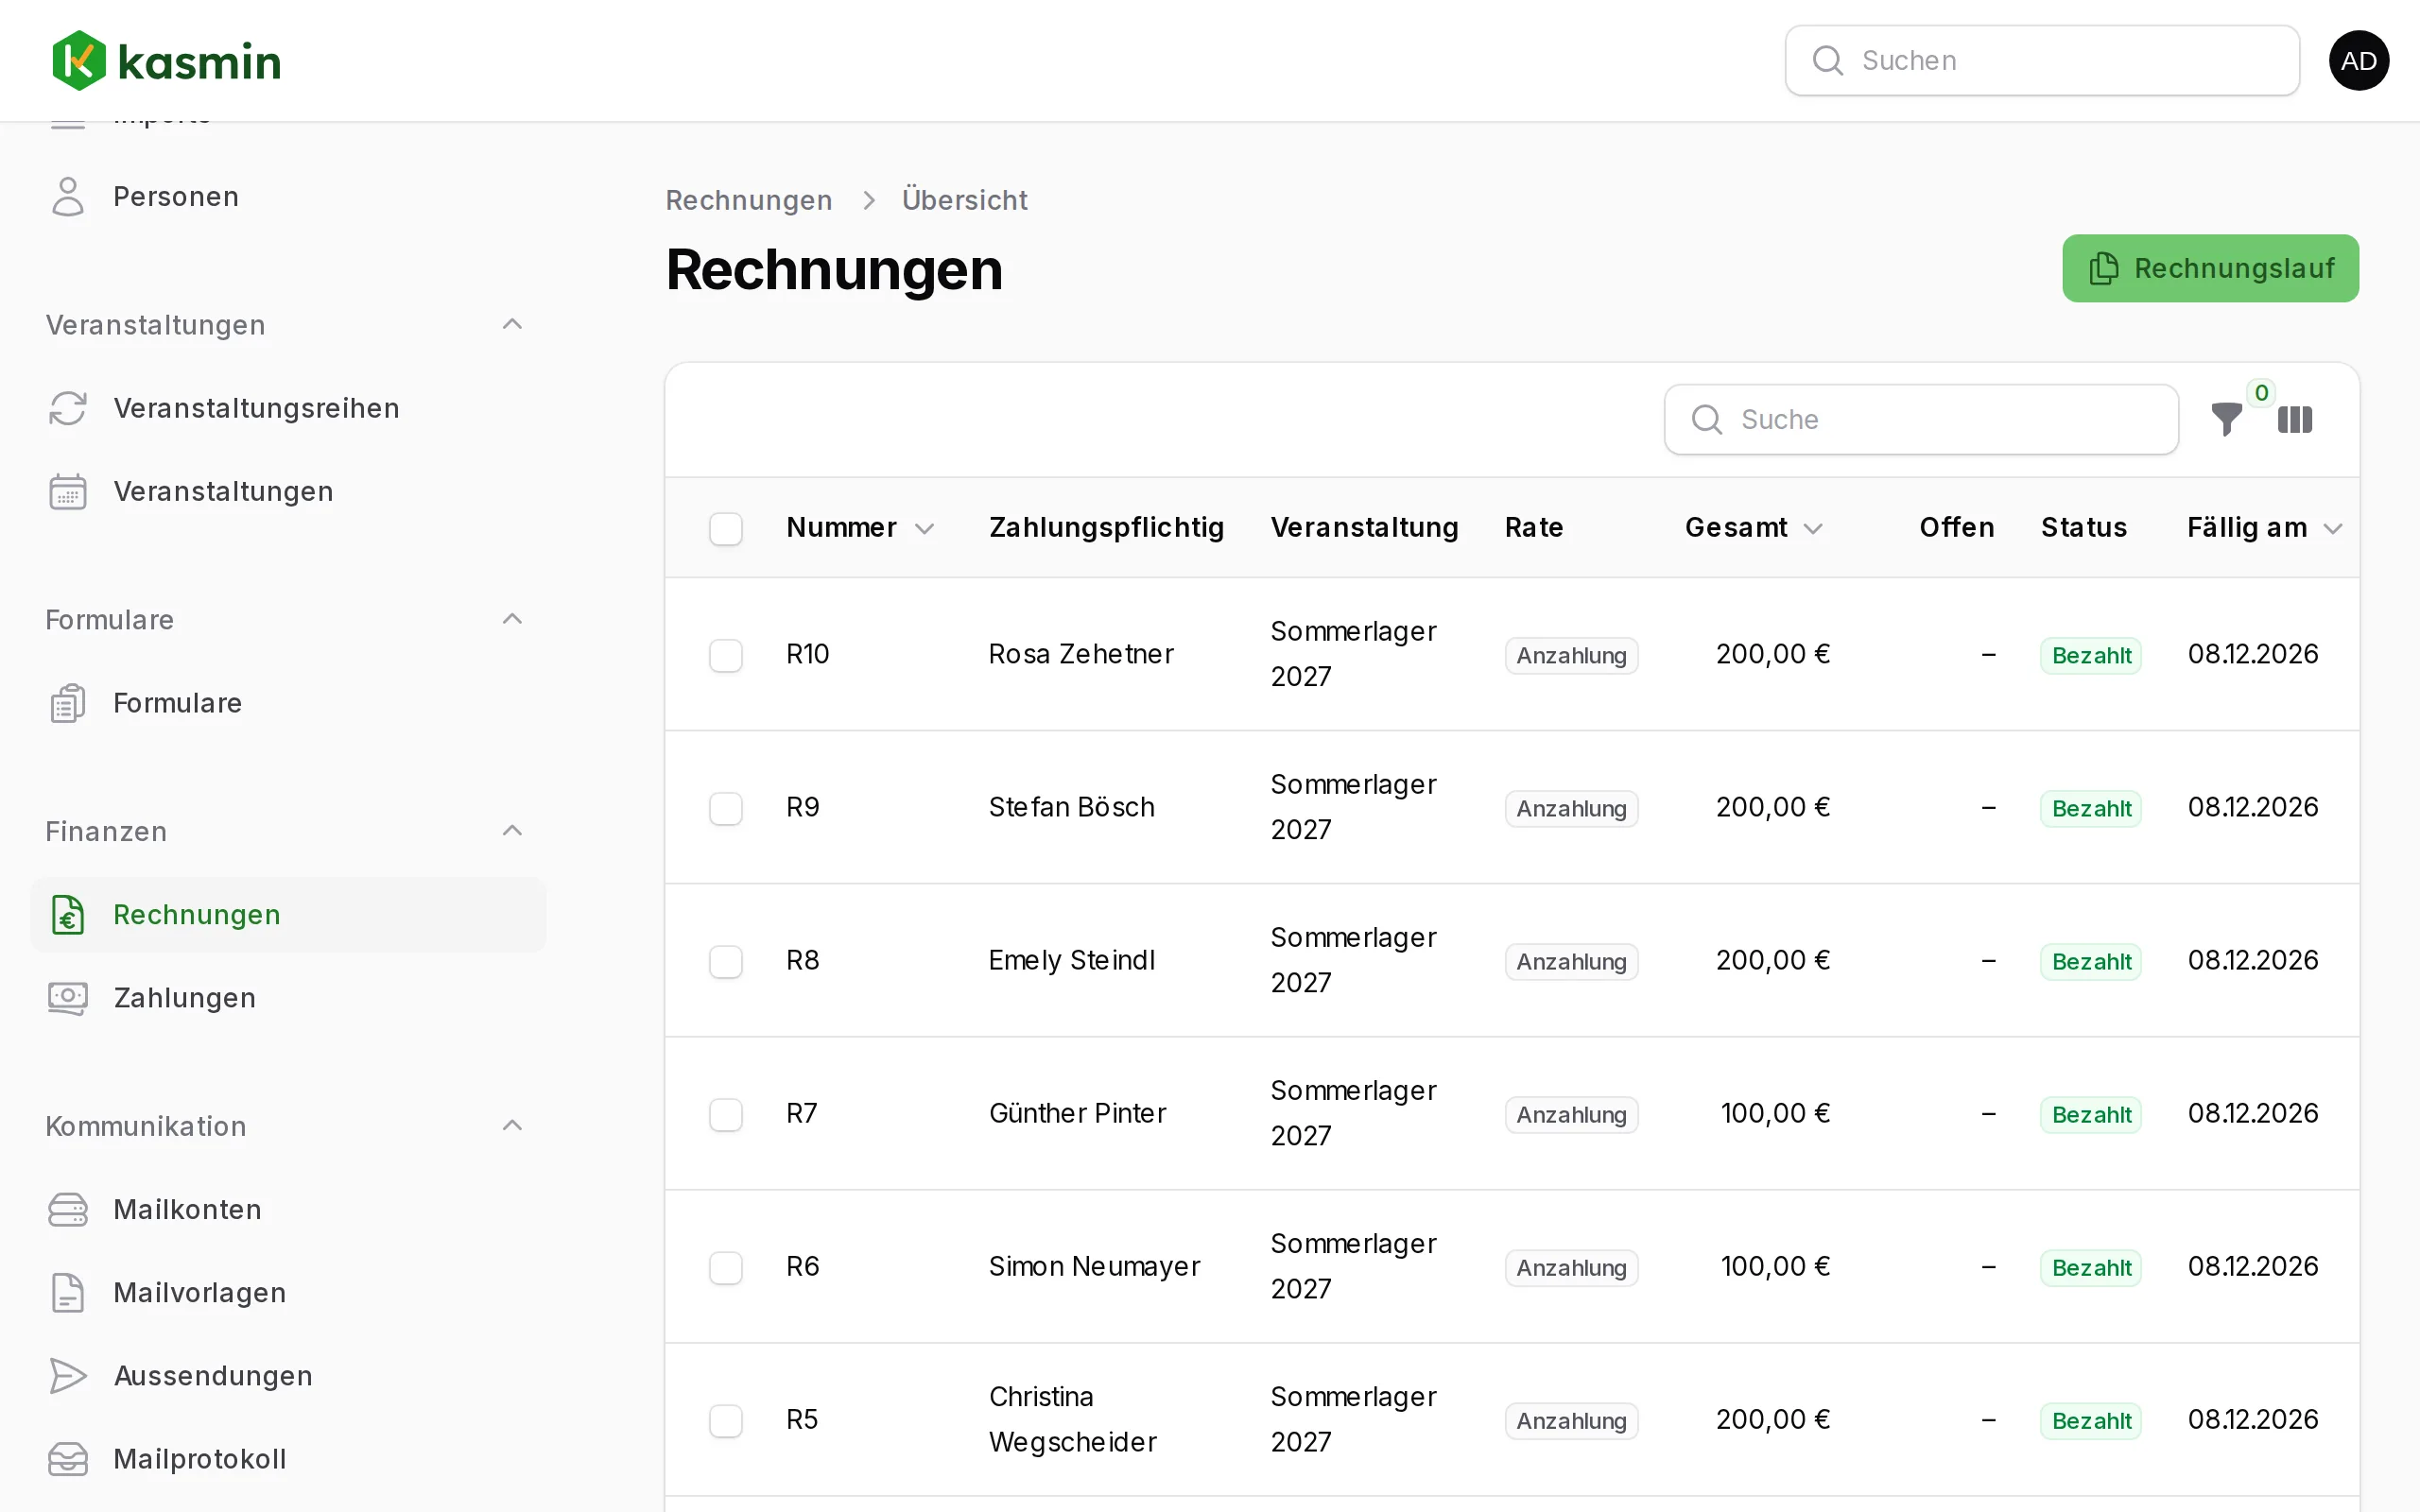 kasmin
Suchen
AD
Imports
Personen
Veranstaltungen
Veranstaltungsreihen
Veranstaltungen
Formulare
Formulare
Finanzen
Rechnungen
Zahlungen
Kommunikation
Mailkonten
Mailvorlagen
Aussendungen
Mailprotokoll
Rechnungen
Übersicht
Rechnungen
Rechnungslauf
Suche
0
Nummer Zahlungspflichtig Veranstaltung Rate Gesamt Offen Status Fällig am
R10 Rosa Zehetner Sommerlager 2027 Anzahlung 200,00 € – Bezahlt 08.12.2026
R9 Stefan Bösch Sommerlager 2027 Anzahlung 200,00 € – Bezahlt 08.12.2026
R8 Emely Steindl Sommerlager 2027 Anzahlung 200,00 € – Bezahlt 08.12.2026
R7 Günther Pinter Sommerlager 2027 Anzahlung 100,00 € – Bezahlt 08.12.2026
R6 Simon Neumayer Sommerlager 2027 Anzahlung 100,00 € – Bezahlt 08.12.2026
R5 Christina Wegscheider Sommerlager 2027 Anzahlung 200,00 € – Bezahlt 08.12.2026